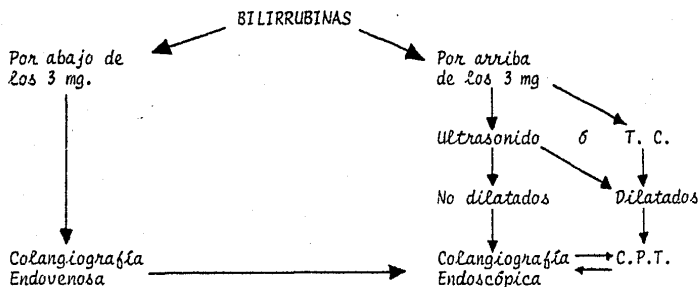 BILIRRUBINAS
Por abajo de
los 3 mg.
Por arriba
de los 3 mg
Ultrasonido ó T. C.
No dilatados Dilatados
Colangiografía
Endovenosa
Colangiografía
Endoscópica
C.P.T.